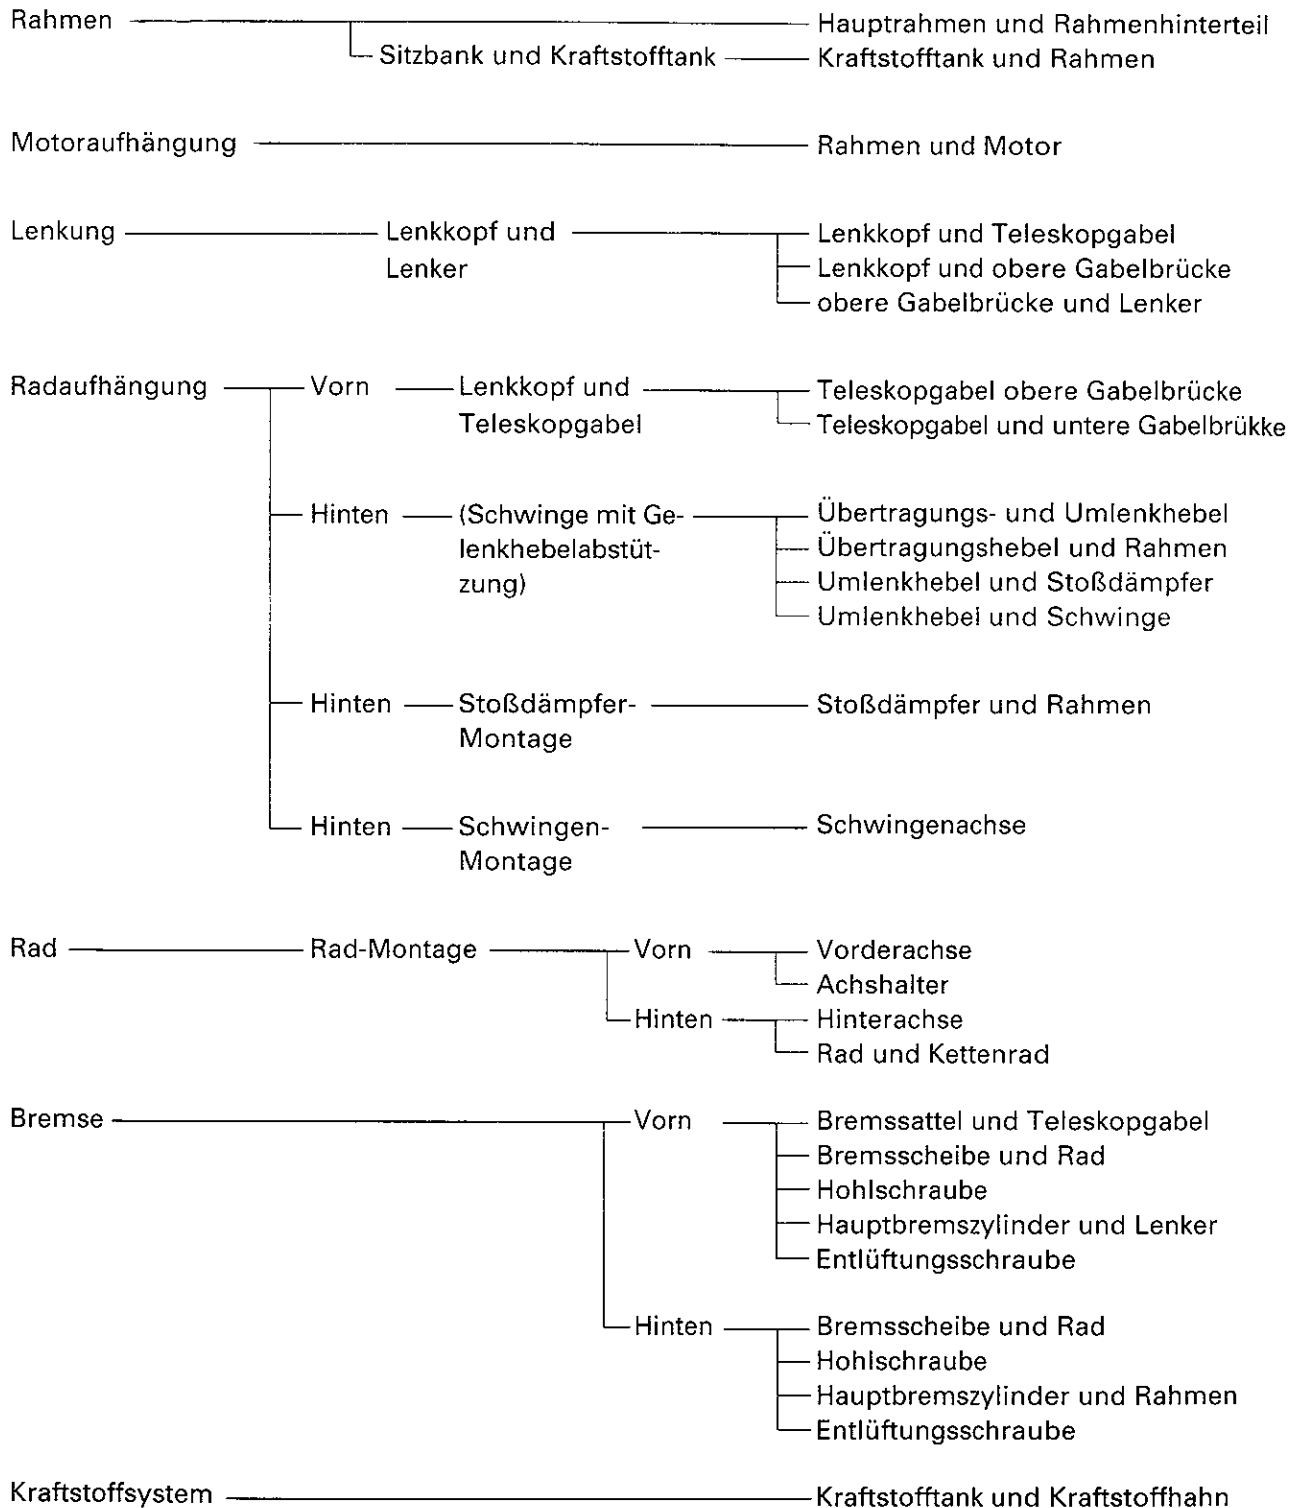 Rahmen Hauptrahmen und Rahmenhinterteil
Sitzbank und Kraftstofftank Kraftstofftank und Rahmen
Motoraufhängung Rahmen und Motor
Lenkung Lenkkopf und Lenkkopf und Teleskopgabel
Lenker Lenkkopf und obere Gabelbrücke
obere Gabelbrücke und Lenker
Radaufhängung Vorn Lenkkopf und Teleskopgabel obere Gabelbrücke
Teleskopgabel Teleskopgabel und untere Gabelbrükke
Hinten (Schwinge mit Ge- Übertragungs- und Umlenkhebel
lenkhebelabstüt- Übertragungshebel und Rahmen
zung) Umlenkhebel und Stoßdämpfer
Umlenkhebel und Schwinge
Hinten Stoßdämpfer- Stoßdämpfer und Rahmen
Montage
Hinten Schwingen- Schwingenachse
Montage
Rad Rad-Montage Vorn Vorderachse
Achshalter
Hinten Hinterachse
Rad und Kettenrad
Bremse Vorn Bremssattel und Teleskopgabel
Bremsscheibe und Rad
Hohlschraube
Hauptbremszylinder und Lenker
Entlüftungsschraube
Hinten Bremsscheibe und Rad
Hohlschraube
Hauptbremszylinder und Rahmen
Entlüftungsschraube
Kraftstoffsystem Kraftstofftank und Kraftstoffhahn